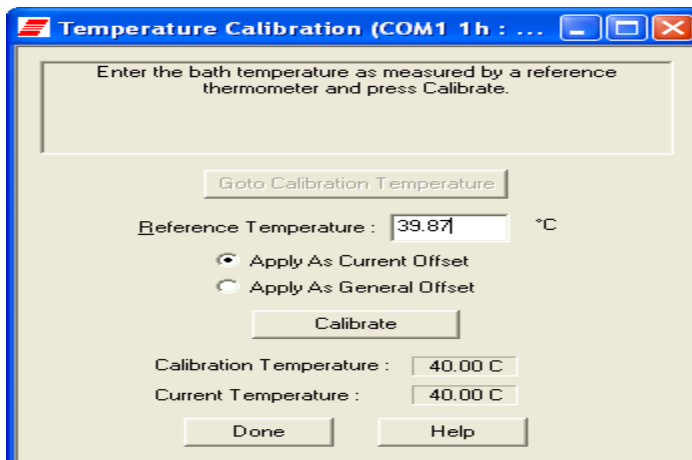 Temperature Calibration (COM1 1h : ...
Enter the bath temperature as measured by a reference
thermometer and press Calibrate.
Goto Calibration Temperature
Reference Temperature : 39.87 °C
Apply As Current Offset
Apply As General Offset
Calibrate
Calibration Temperature : 40.00 C
Current Temperature : 40.00 C
Done Help